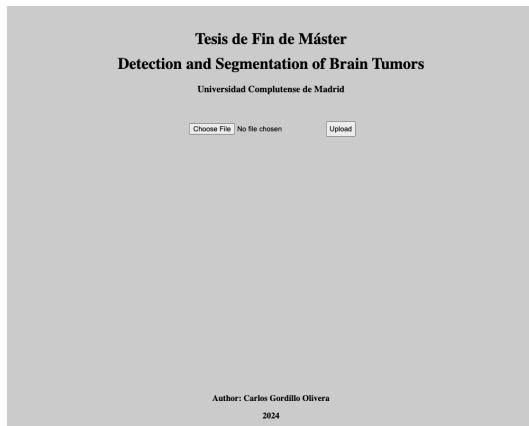 Tesis de Fin de Máster
Detection and Segmentation of Brain Tumors
Universidad Complutense de Madrid
Choose File No file chosen Upload
Author: Carlos Gordillo Olivera
2024